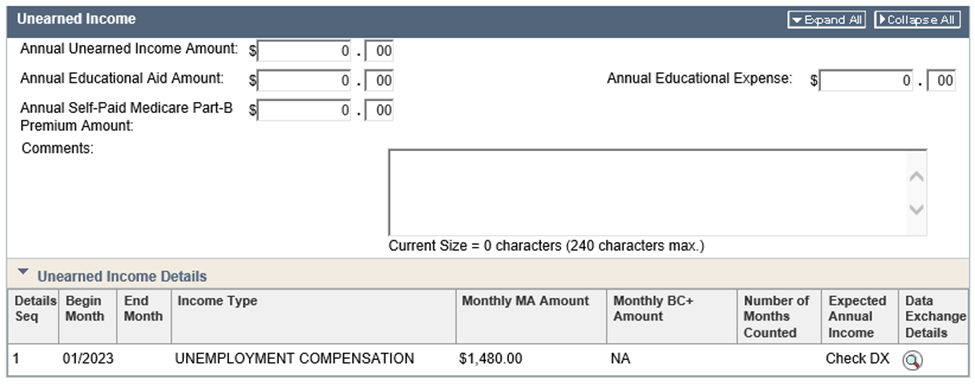 Unearned Income Expand All Collapse All
Annual Unearned Income Amount: $ 0 . 00
Annual Educational Aid Amount: $ 0 . 00 Annual Educational Expense: $ 0 . 00
Annual Self-Paid Medicare Part-B $ 0 . 00
Premium Amount:
Comments:
Current Size = 0 characters (240 characters max.)
Unearned Income Details
Details Begin End Income Type Monthly MA Amount Monthly BC+ Number of Expected Data
Seq Month Month Amount Months Annual Exchange
Counted Income Details
1 01/2023 UNEMPLOYMENT COMPENSATION $1,480.00 NA Check DX